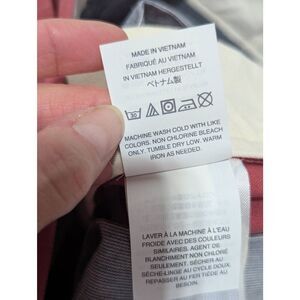 MADE IN VIETNAM
FABRIQUÉ AU VIETNAM
IN VIETNAM HERGESTELLT
ベトナム製
30
MACHINE WASH COLD WITH LIKE
COLORS. NON CHLORINE BLEACH
ONLY. TUMBLE DRY LOW. WARM
IRON AS NEEDED.
LAVER À LA MACHINE À L'EAU
FROIDE AVEC DES COULEURS
SIMILAIRES. AGENT DE
BLANCHIMENT NON CHLORÉ
SEULEMENT. SÉCHER AU
SÈCHE-LINGE AU CYCLE DOUX.
REPASSER AU FER TIÈDE AU
BESOIN.